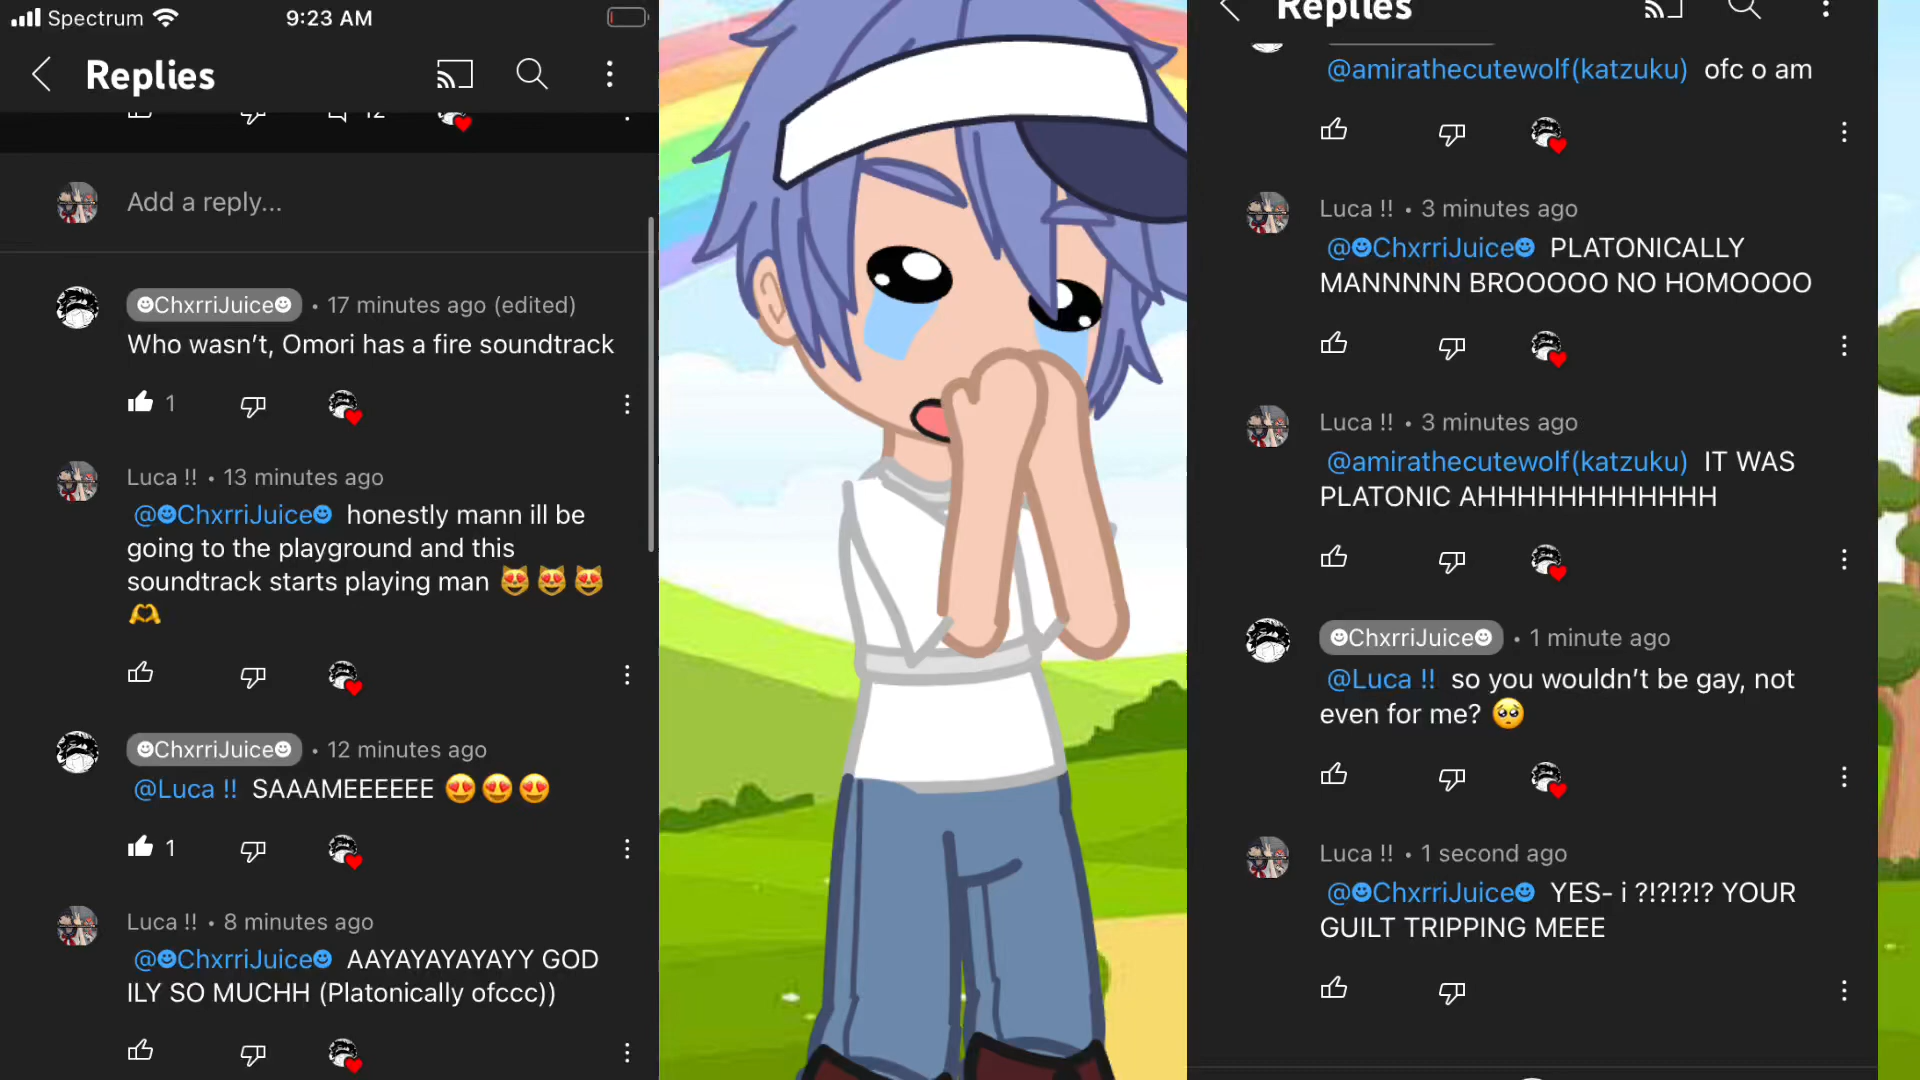 Spectrum 9:23 AM
Replies
12
Add a reply...
ChxrriJuice • 17 minutes ago (edited)
Who wasn't, Omori has a fire soundtrack
1
Luca !! • 13 minutes ago
@☻ChxrriJuice☻ honestly mann ill be
going to the playground and this
soundtrack starts playing man 😻😻😻
🫶
☻ChxrriJuice☻ • 12 minutes ago
@Luca !! SAAAMEEEEEE 😍😍😍
1
Luca !! • 8 minutes ago
@☻ChxrriJuice☻ AAYAYAYAYAYY GOD
ILY SO MUCHH (Platonically ofccc))
Replies
@amirathecutewolf(katzuku) ofc o am
Luca !! • 3 minutes ago
@☻ChxrriJuice☻ PLATONICALLY
MANNNNN BROOOOO NO HOMOOOO
Luca !! • 3 minutes ago
@amirathecutewolf(katzuku) IT WAS
PLATONIC AHHHHHHHHHHHH
☻ChxrriJuice☻ • 1 minute ago
@Luca !! so you wouldn't be gay, not
even for me? 🥺
Luca !! • 1 second ago
@☻ChxrriJuice☻ YES- i ?!?!?!? YOUR
GUILT TRIPPING MEEE